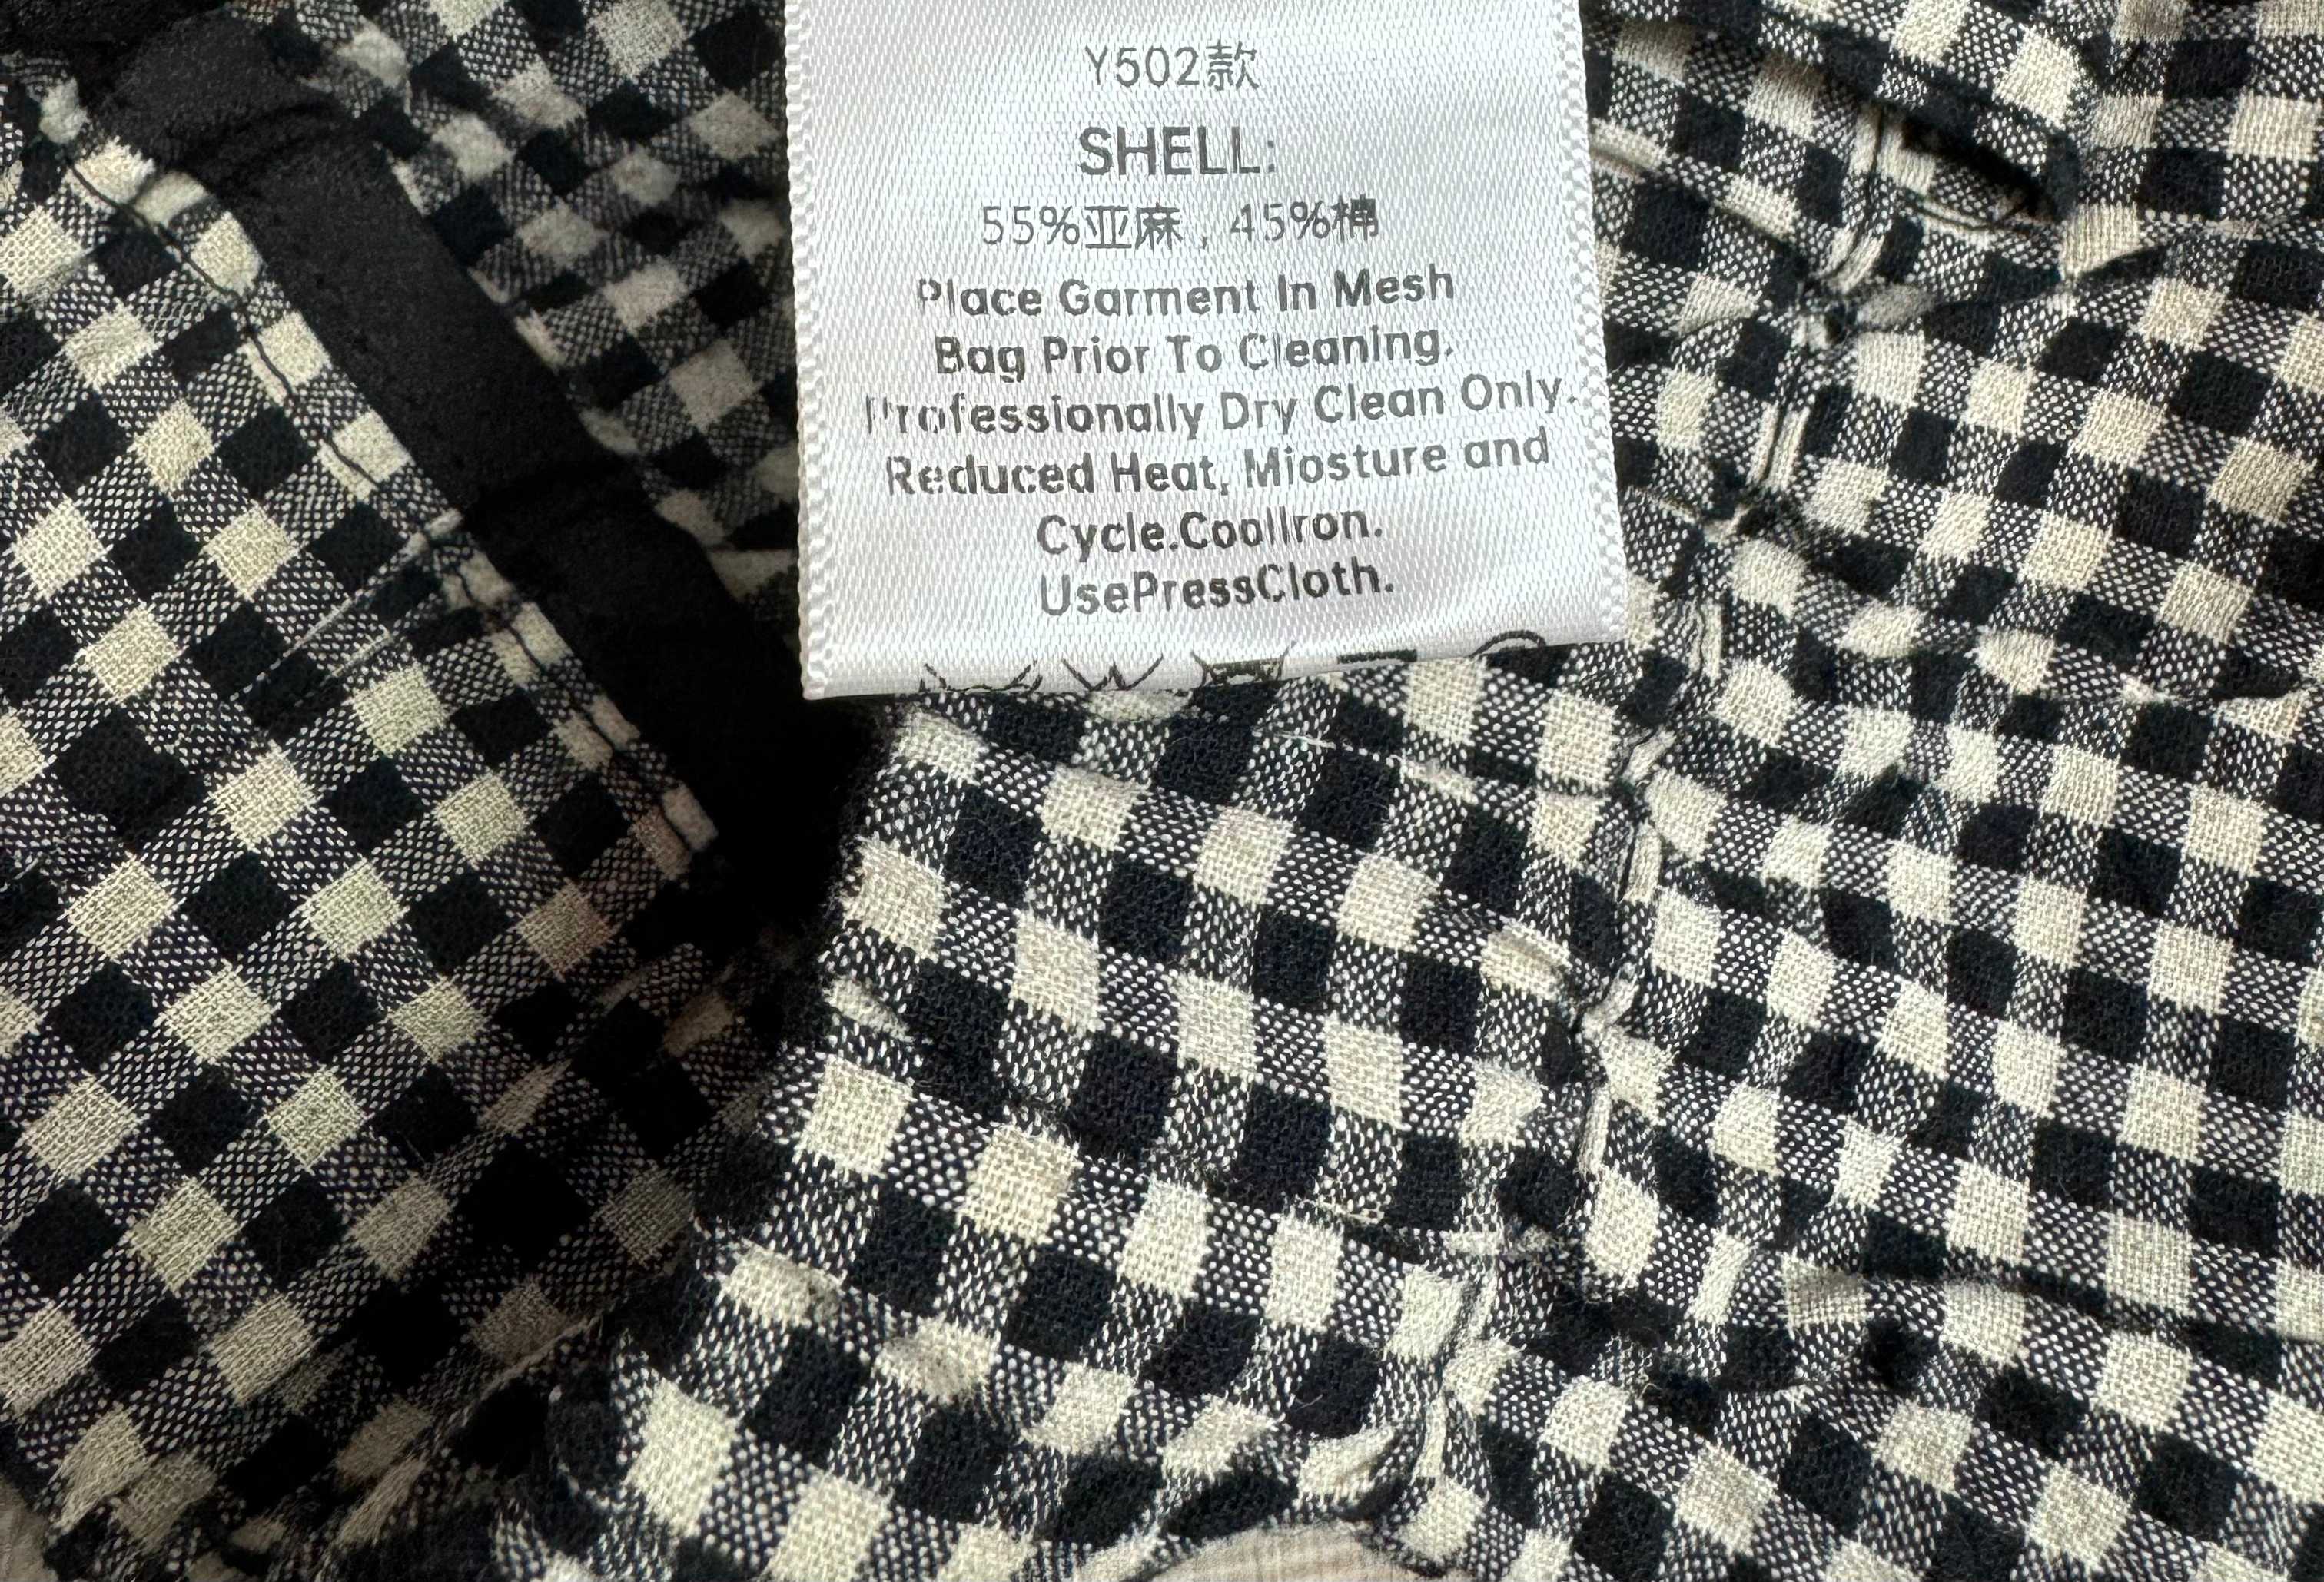 Y502款
SHELL:
55%亚麻, 45%棉
Place Garment In Mesh
Bag Prior To Cleaning.
Professionally Dry Clean Only.
Reduced Heat, Miosture and
Cycle.CoolIron.
UsePressCloth.